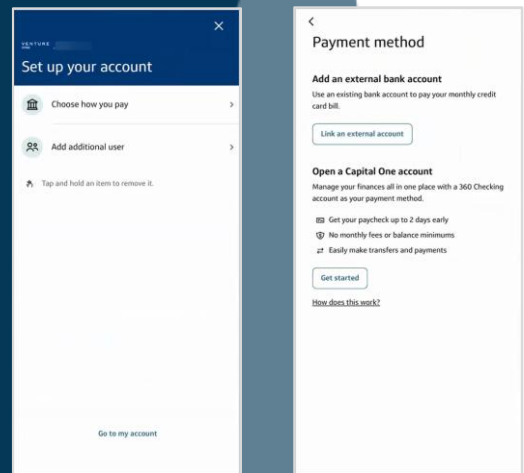 VENTURE
Set up your account
Choose how you pay
Add additional user
Tap and hold an item to remove it.
Go to my account
Payment method
Add an external bank account
Use an existing bank account to pay your monthly credit
card bill.
Link an external account
Open a Capital One account
Manage your finances all in one place with a 360 Checking
account as your payment method.
Get your paycheck up to 2 days early
No monthly fees or balance minimums
Easily make transfers and payments
Get started
How does this work?